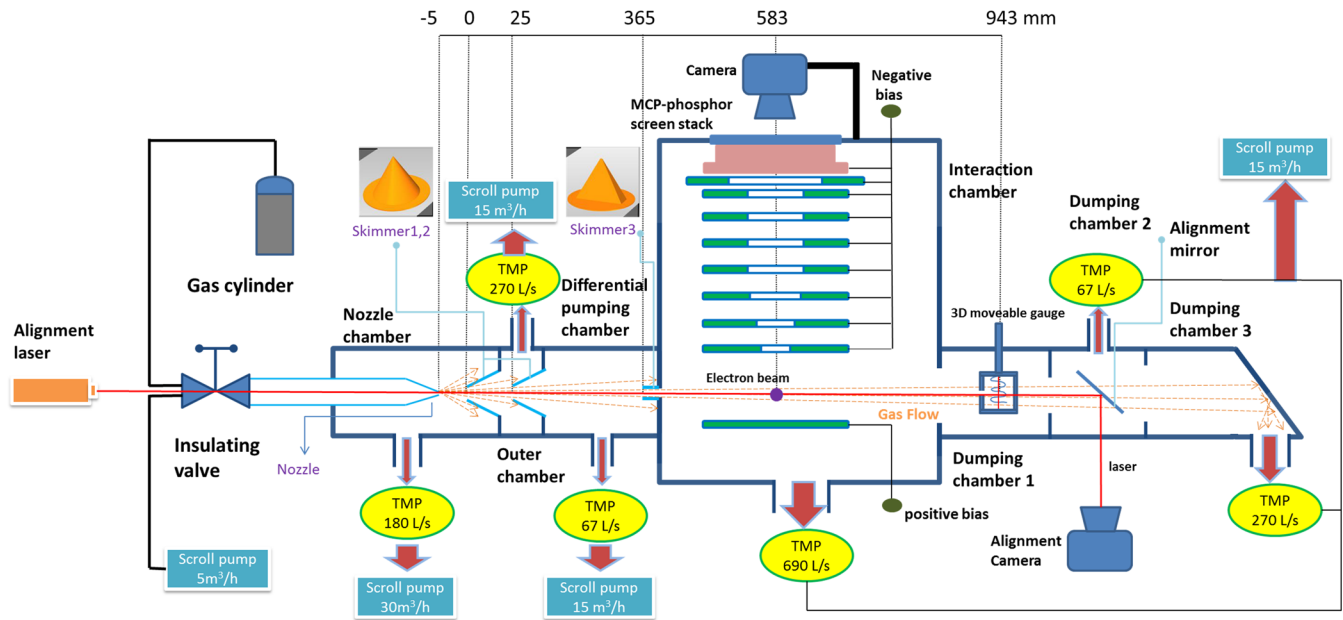 -5 0 25 365 583 943 mm
Camera
Negative
bias
MCP-phosphor
screen stack
Interaction
chamber
Scroll pump
15 m³/h
Scroll pump
15 m³/h
Skimmer1,2
Skimmer3
Dumping
chamber 2
Alignment
mirror
TMP
270 L/s
TMP
67 L/s
Gas cylinder
Differential
pumping
chamber
Nozzle
chamber
3D moveable gauge
Dumping
chamber 3
Alignment
laser
Electron beam
Gas Flow
Insulating
valve
Nozzle
Outer
chamber
Dumping
chamber 1
laser
TMP
180 L/s
TMP
67 L/s
TMP
690 L/s
positive bias
TMP
270 L/s
Alignment
Camera
Scroll pump
5m³/h
Scroll pump
30m³/h
Scroll pump
15 m³/h